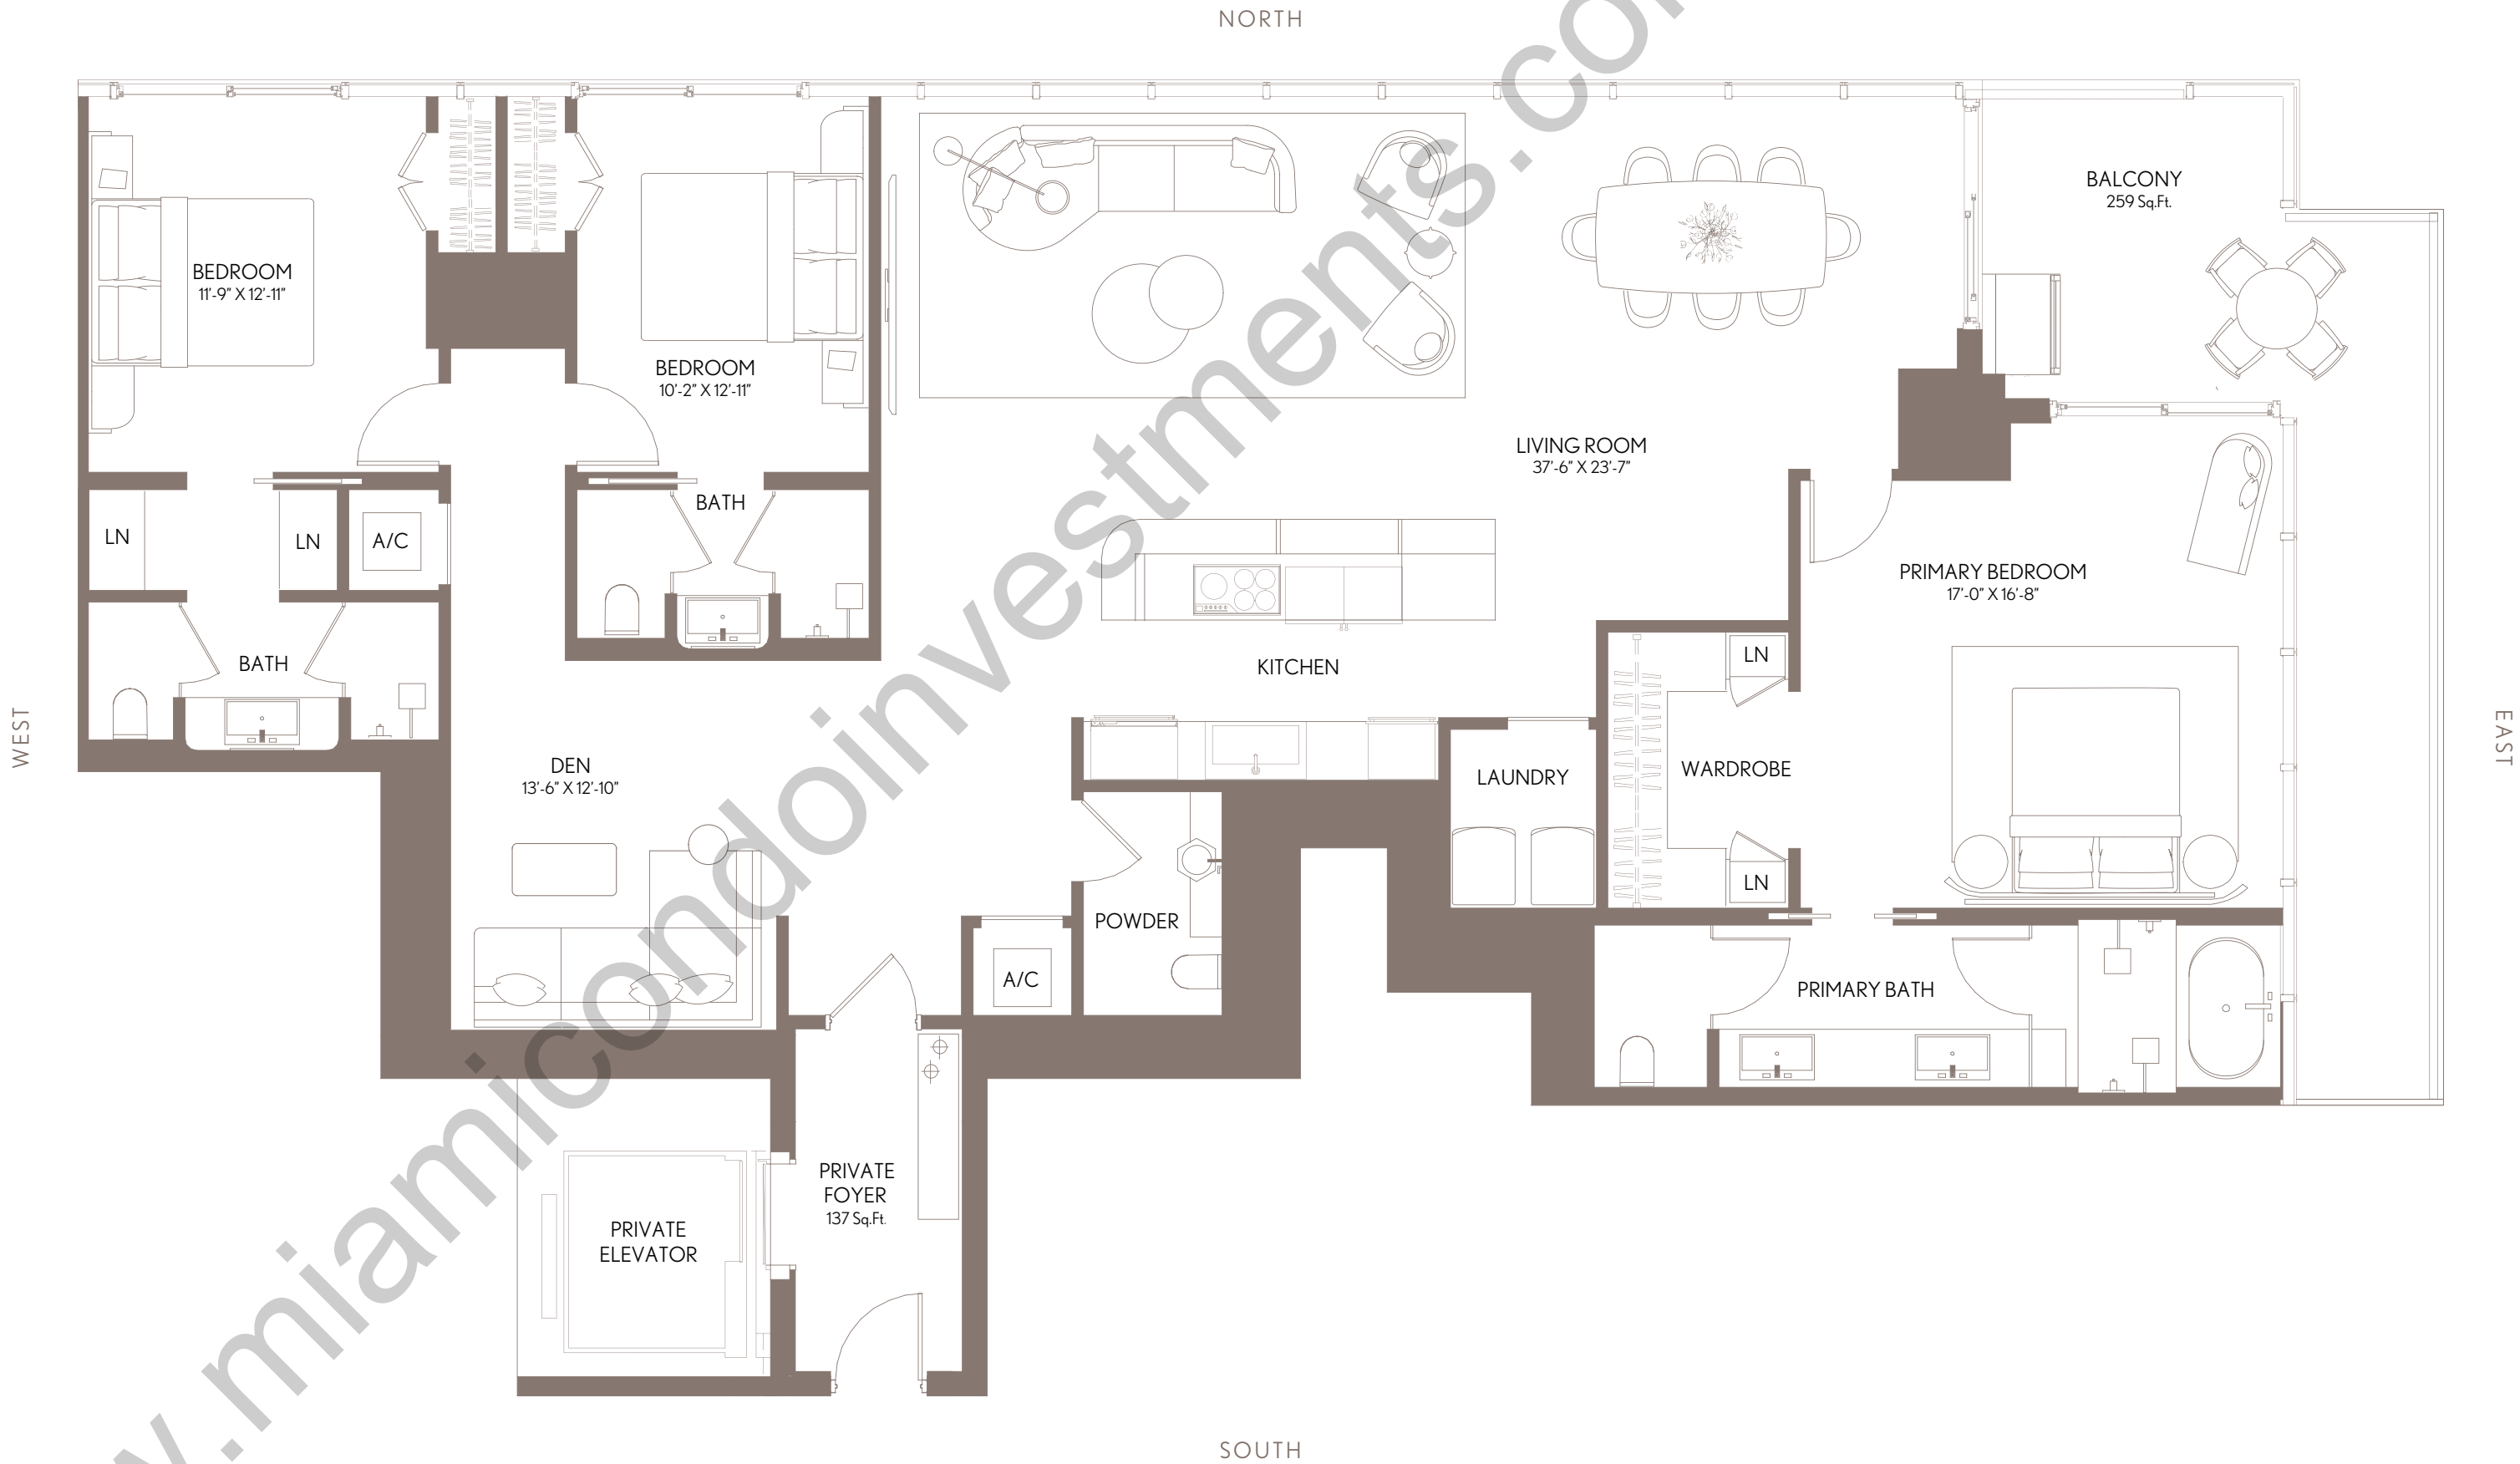 NORTH
BALCONY
259 Sq.Ft.
BEDROOM
11'-9" X 12'-11"
BEDROOM
10'-2" X 12'-11"
LIVING ROOM
37'-6" X 23'-7"
BATH
LN
LN
A/C
PRIMARY BEDROOM
17'-0" X 16'-8"
BATH
KITCHEN
LN
WEST
EAST
DEN
13'-6" X 12'-10"
LAUNDRY
WARDROBE
LN
POWDER
A/C
PRIMARY BATH
PRIVATE
FOYER
137 Sq.Ft.
PRIVATE
ELEVATOR
SOUTH
w.miamicondoinvestments.co